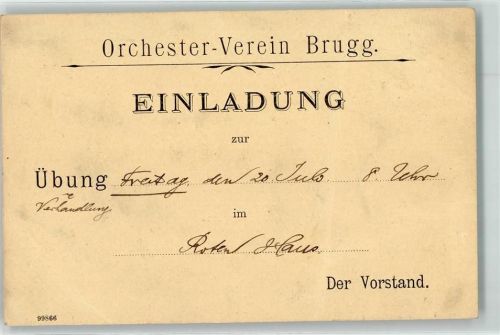 Orchester-Verein Brugg.
EINLADUNG
zur
Übung Freitag, den 20 Juli 8 Uhr
& Verhandlung
im
Roten Haus
Der Vorstand.
99866